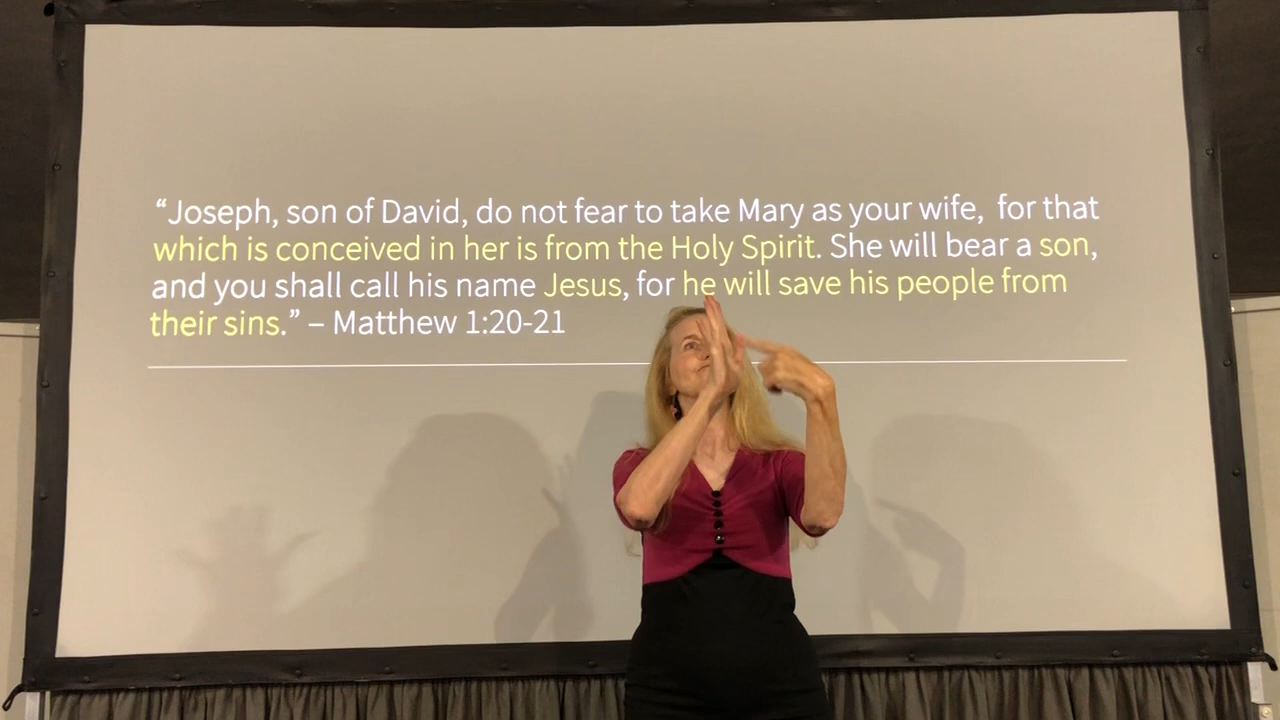 “Joseph, son of David, do not fear to take Mary as your wife,  for that
which is conceived in her is from the Holy Spirit. She will bear a son,
and you shall call his name Jesus, for he will save his people from
their sins.” – Matthew 1:20-21